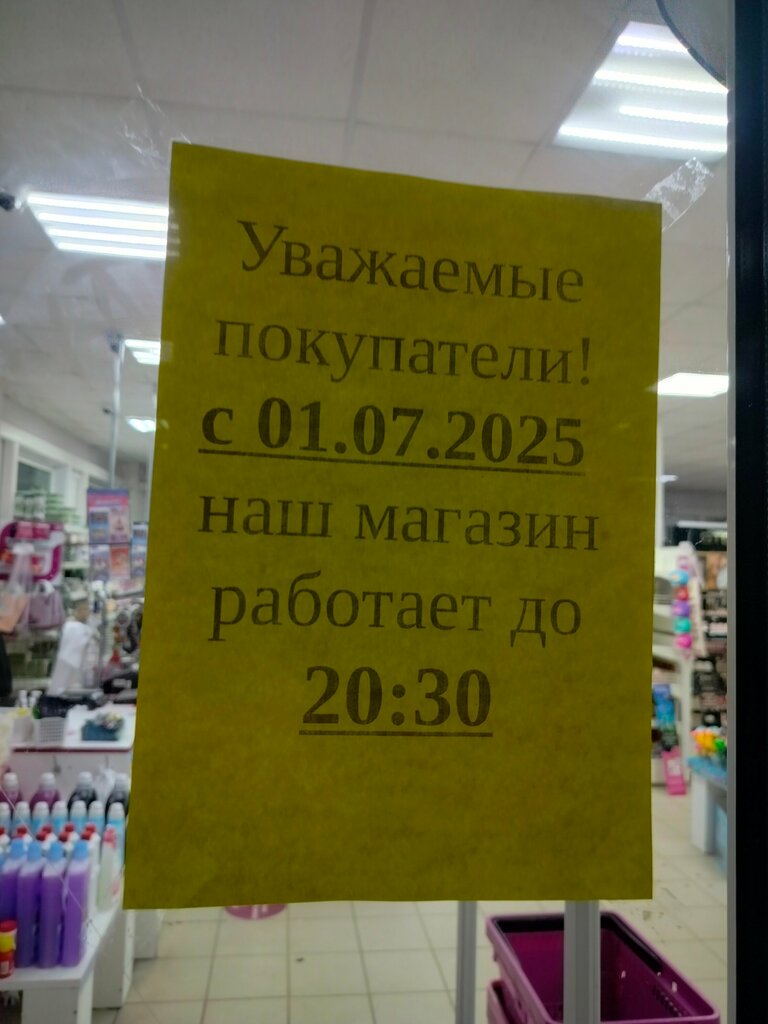 Уважаемые
покупатели!
с 01.07.2025
наш магазин
работает до
20:30